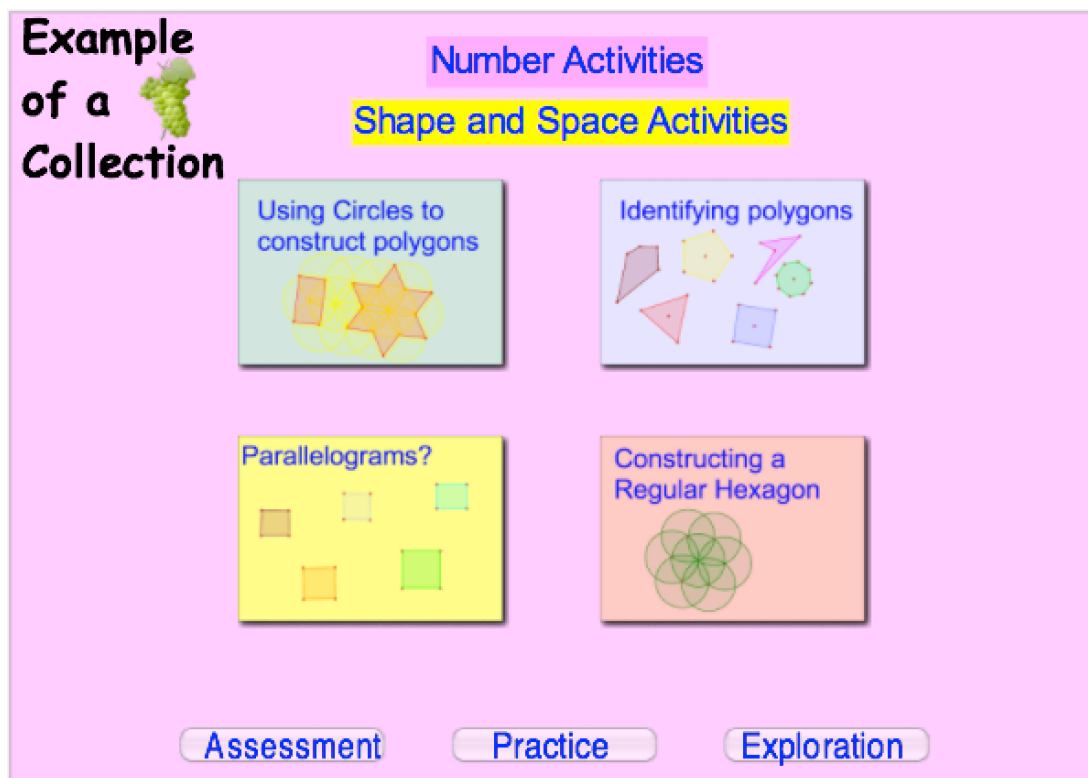 Example
of a
Collection
Number Activities
Shape and Space Activities
Using Circles to
construct polygons
Identifying polygons
Parallelograms?
Constructing a
Regular Hexagon
Assessment
Practice
Exploration